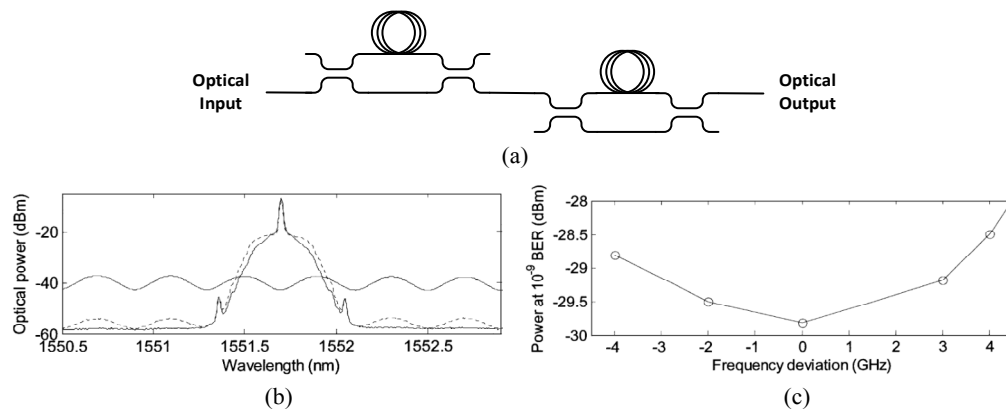 Optical
Input
Optical
Output
(a)
Optical power (dBm)
-20
-40
-60
1550.5
1551
1551.5
1552
1552.5
Wavelength (nm)
(b)
Power at 10^-9 BER (dBm)
-28
-28.5
-29
-29.5
-30
-4
-3
-2
-1
0
1
2
3
4
Frequency deviation (GHz)
(c)